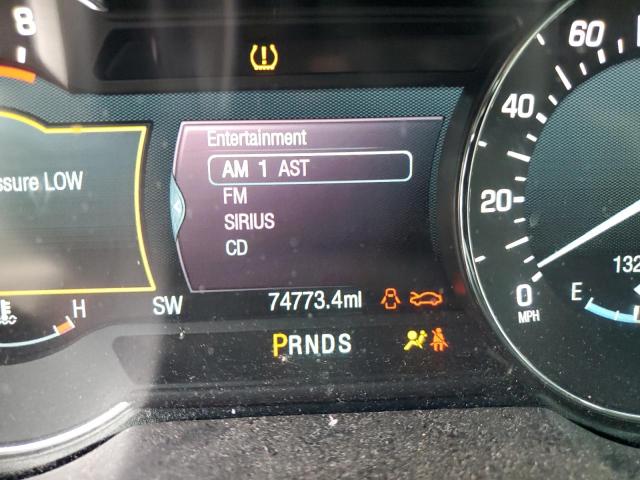 8
60
Entertainment
40
AM 1 AST
ssure LOW
FM
20
SIRIUS
CD
132
H
SW
74773.4mi
0
E
MPH
PRNDS